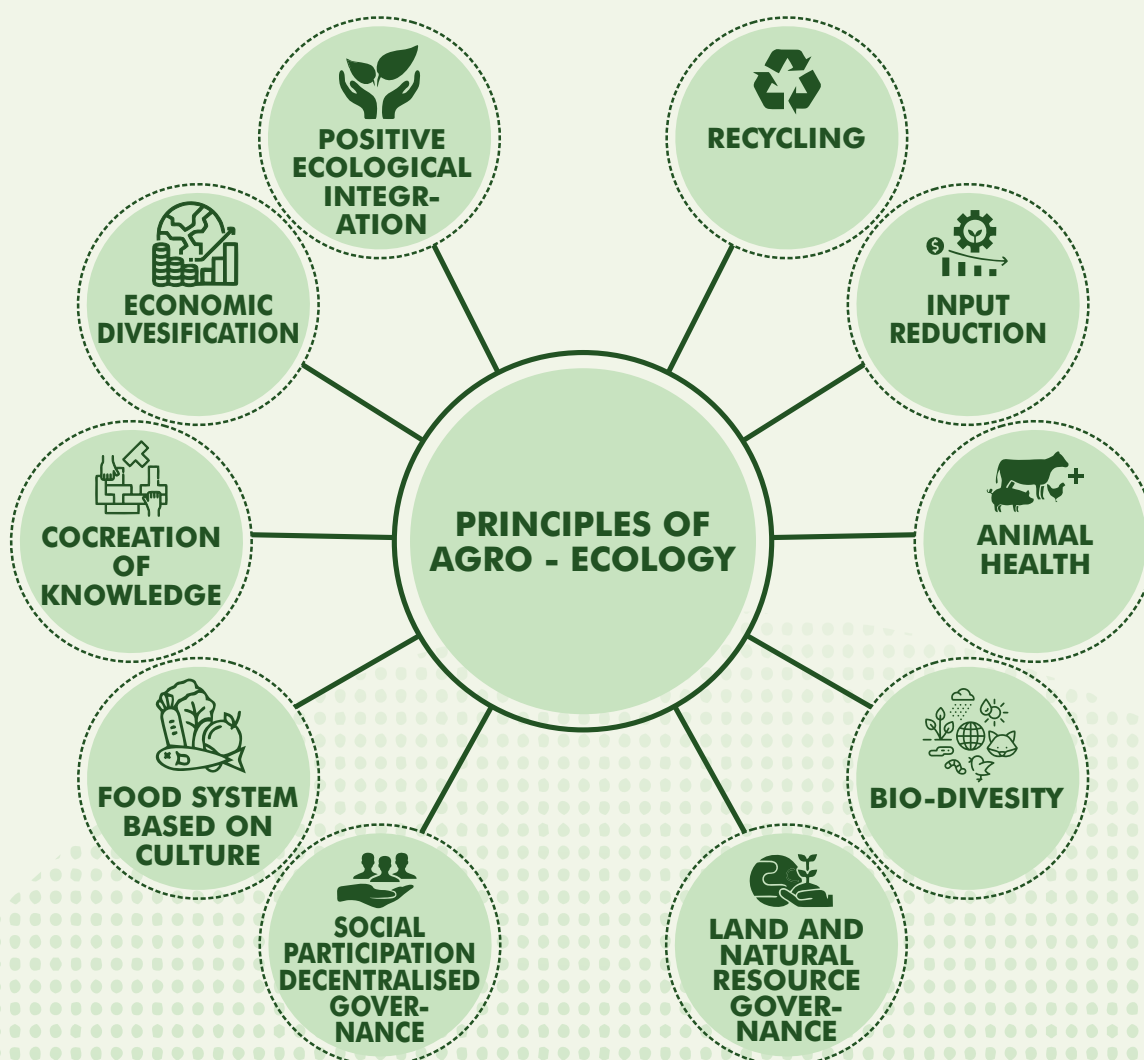 POSITIVE
ECOLOGICAL
INTEGR-
ATION
RECYCLING
ECONOMIC
DIVESIFICATION
$
INPUT
REDUCTION
COCREATION
OF
KNOWLEDGE
PRINCIPLES OF
AGRO - ECOLOGY
ANIMAL
HEALTH
FOOD SYSTEM
BASED ON
CULTURE
BIO-DIVESITY
SOCIAL
PARTICIPATION
DECENTRALISED
GOVER-
NANCE
LAND AND
NATURAL
RESOURCE
GOVER-
NANCE